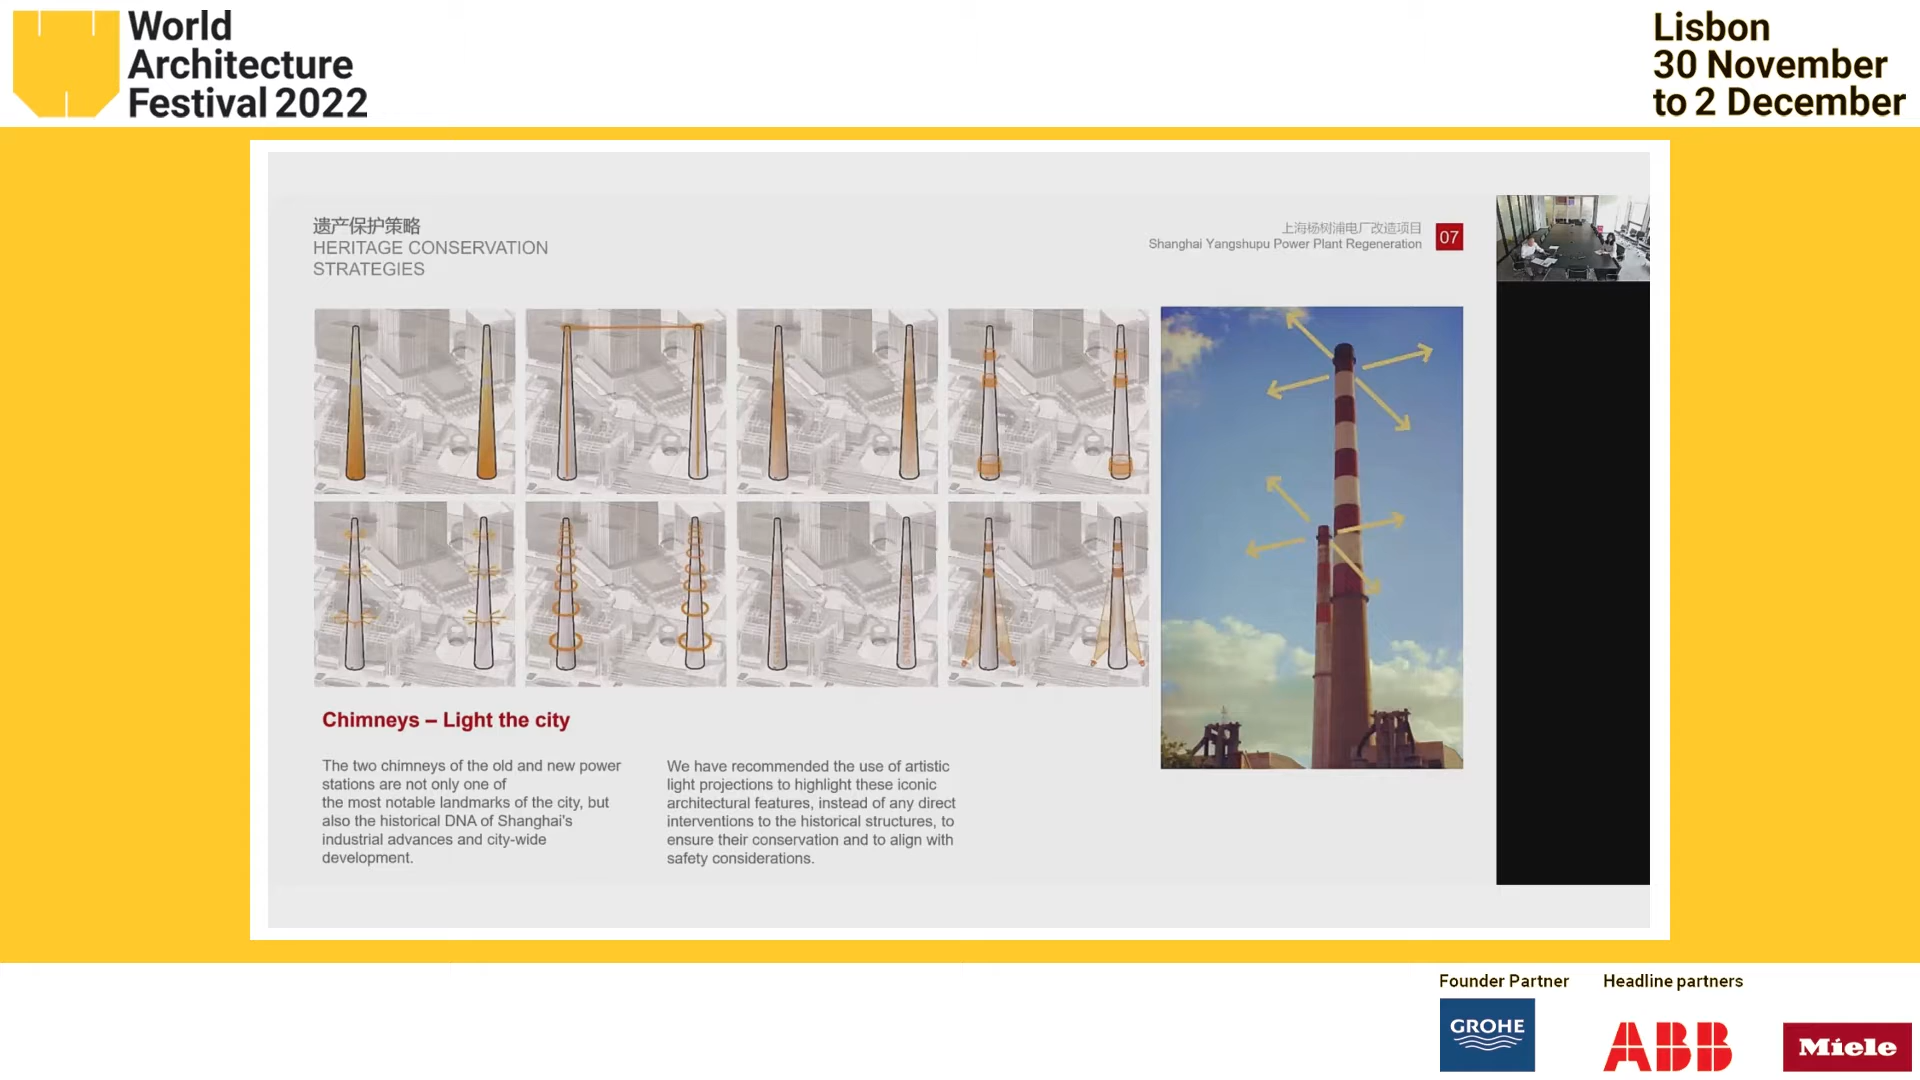 World
Architecture
Festival 2022
Lisbon
30 November
to 2 December
遗产保护策略
HERITAGE CONSERVATION
STRATEGIES
上海杨树浦电厂改造项目
Shanghai Yangshupu Power Plant Regeneration
07
Chimneys – Light the city
The two chimneys of the old and new power
stations are not only one of
the most notable landmarks of the city, but
also the historical DNA of Shanghai's
industrial advances and city-wide
development.
We have recommended the use of artistic
light projections to highlight these iconic
architectural features, instead of any direct
interventions to the historical structures, to
ensure their conservation and to align with
safety considerations.
Founder Partner
Headline partners
GROHE
ABB
Miele